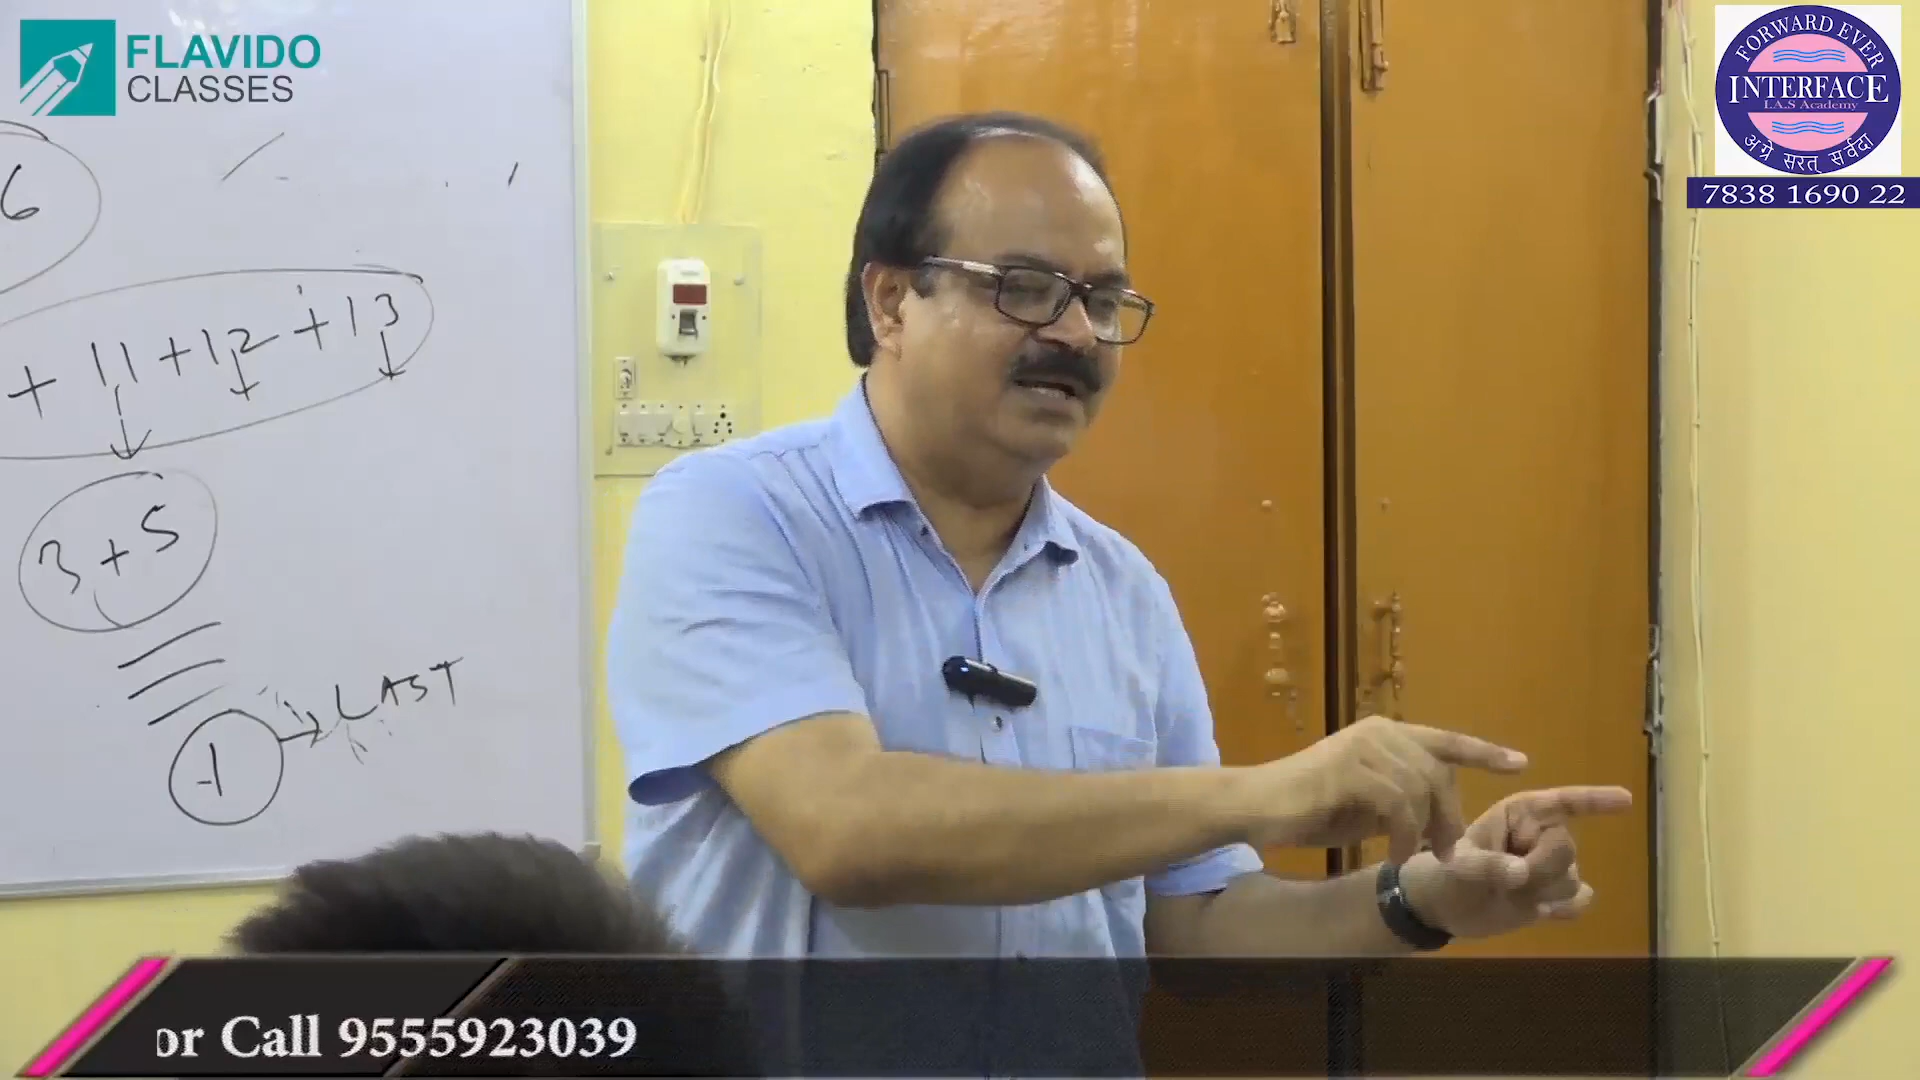 FLAVIDO
CLASSES
FORWARD EVER
INTERFACE
I.A.S Academy
अग्रे सरत् सर्वदा
7838 1690 22
6
+ 11 + 12 + 13
3 + 5
1
LAST
or Call 9555923039